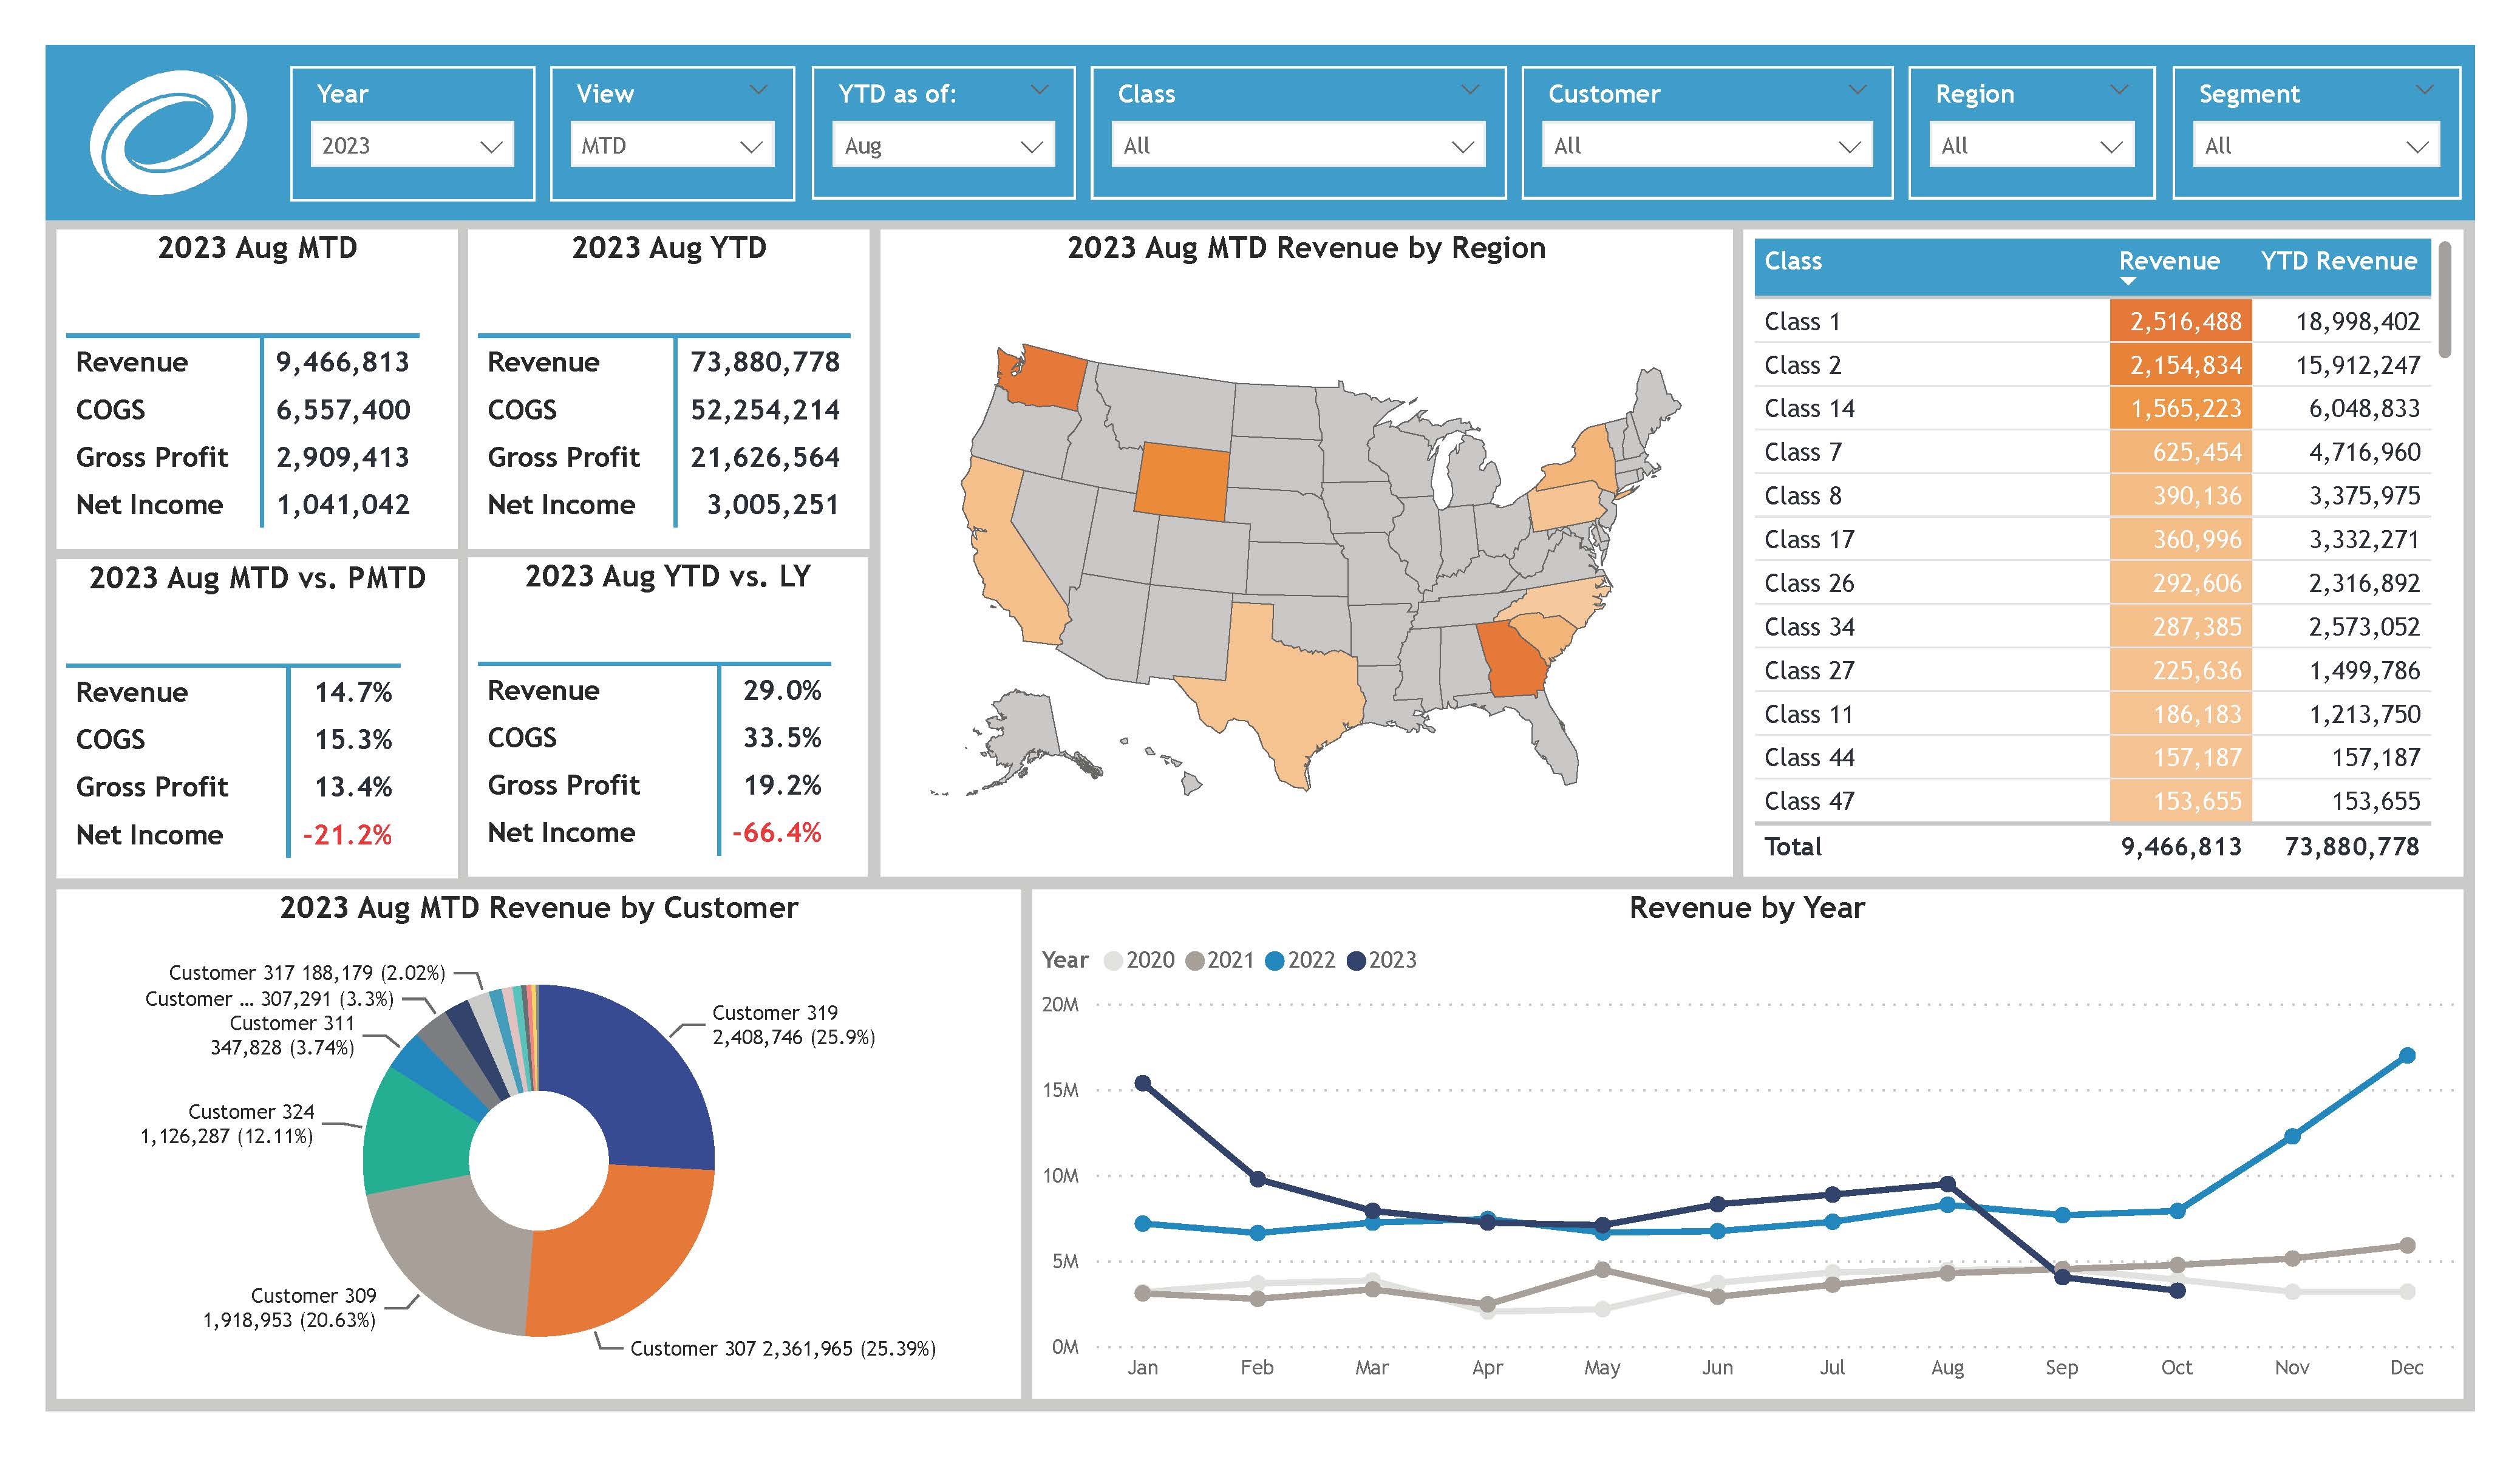 Year
2023
View
MTD
YTD as of:
Aug
Class
All
Customer
All
Region
All
Segment
All
2023 Aug MTD
Revenue 9,466,813
COGS 6,557,400
Gross Profit 2,909,413
Net Income 1,041,042
2023 Aug YTD
Revenue 73,880,778
COGS 52,254,214
Gross Profit 21,626,564
Net Income 3,005,251
2023 Aug MTD vs. PMTD
Revenue 14.7%
COGS 15.3%
Gross Profit 13.4%
Net Income -21.2%
2023 Aug YTD vs. LY
Revenue 29.0%
COGS 33.5%
Gross Profit 19.2%
Net Income -66.4%
2023 Aug MTD Revenue by Region
Class Revenue YTD Revenue
Class 1 2,516,488 18,998,402
Class 2 2,154,834 15,912,247
Class 14 1,565,223 6,048,833
Class 7 625,454 4,716,960
Class 8 390,136 3,375,975
Class 17 360,996 3,332,271
Class 26 292,606 2,316,892
Class 34 287,385 2,573,052
Class 27 225,636 1,499,786
Class 11 186,183 1,213,750
Class 44 157,187 157,187
Class 47 153,655 153,655
Total 9,466,813 73,880,778
2023 Aug MTD Revenue by Customer
Customer 317 188,179 (2.02%)
Customer ... 307,291 (3.3%)
Customer 311
347,828 (3.74%)
Customer 324
1,126,287 (12.11%)
Customer 309
1,918,953 (20.63%)
Customer 319
2,408,746 (25.9%)
Customer 307 2,361,965 (25.39%)
Revenue by Year
Year 2020 2021 2022 2023
20M
15M
10M
5M
0M
Jan Feb Mar Apr May Jun Jul Aug Sep Oct Nov Dec